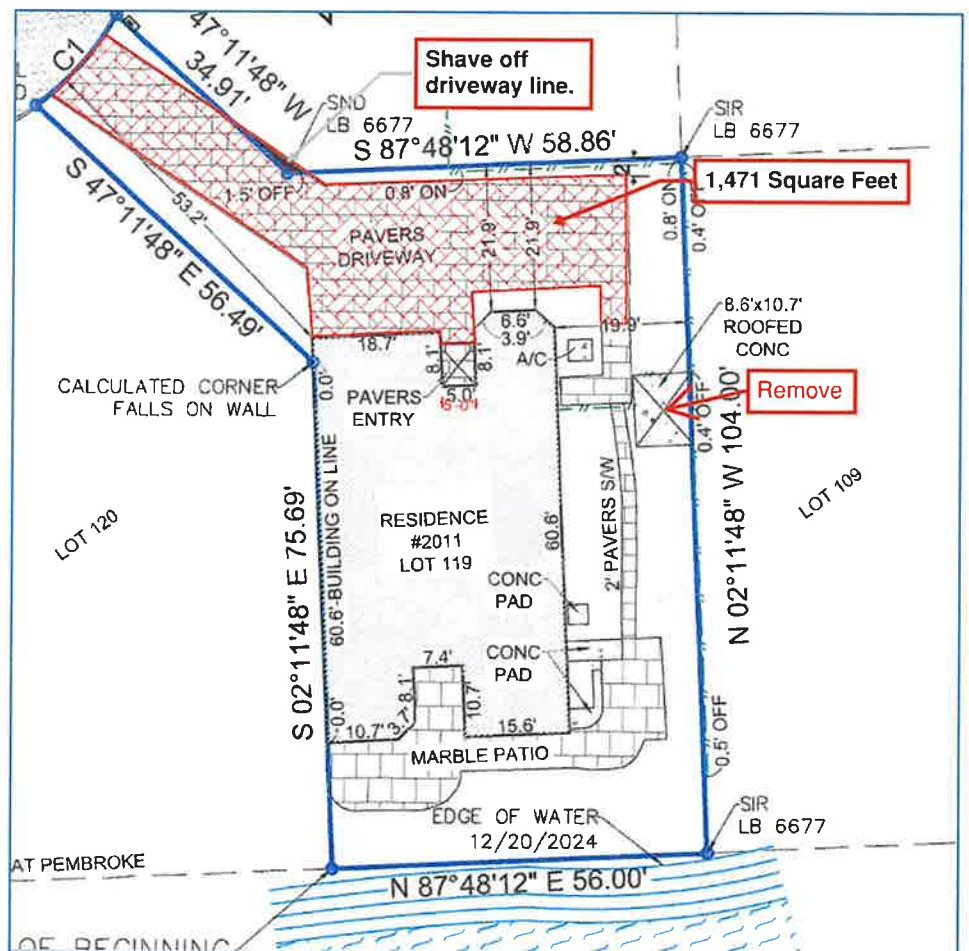 47°11'48" W
34.91'
C1
Shave off
driveway line.
SND
LB 6677
S 87°48'12" W 58.86'
SIR
LB 6677
2'
1,471 Square Feet
1.5' OFF
0.8' ON
0.8' ON
0.4' OFF
S 47°11'48" E 56.49'
53.2'
PAVERS
DRIVEWAY
21.9'
21.9'
8.6'x10.7'
ROOFED
CONC
6.6'
3.9'
19.9'
18.7'
8.1'
8.1'
A/C
CALCULATED CORNER
FALLS ON WALL
0.0'
PAVERS
ENTRY
5.0'
5'-0"
Remove
0.4' OFF
N 02°11'48" W 104.00'
LOT 120
LOT 109
S 02°11'48" E 75.69'
60.6'-BUILDING ON LINE
RESIDENCE
#2011
LOT 119
60.6'
2' PAVERS S/W
CONC
PAD
CONC
PAD
7.4'
8.1'
10.7'
0.0'
10.7'
3.7'
15.6'
MARBLE PATIO
0.5' OFF
EDGE OF WATER
12/20/2024
SIR
LB 6677
AT PEMBROKE
N 87°48'12" E 56.00'
OF BEGINNING